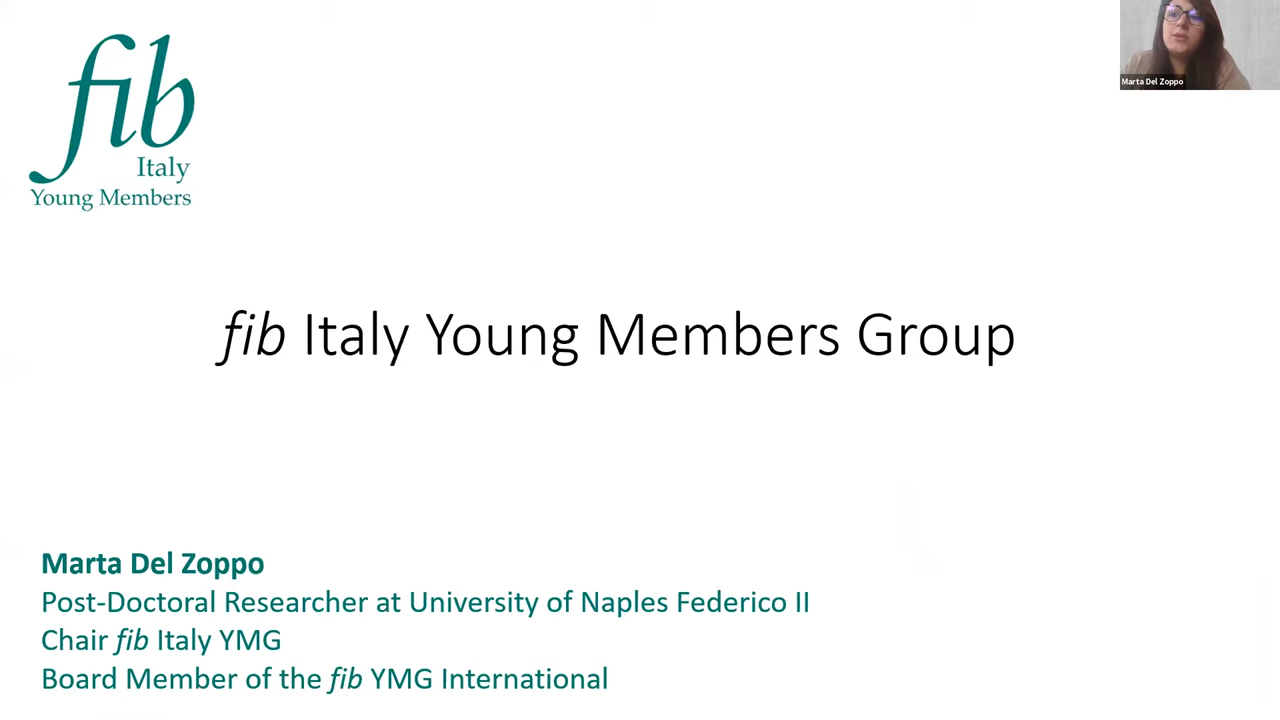 fib
Italy
Young Members
Marta Del Zoppo
fib Italy Young Members Group
Marta Del Zoppo
Post-Doctoral Researcher at University of Naples Federico II
Chair fib Italy YMG
Board Member of the fib YMG International